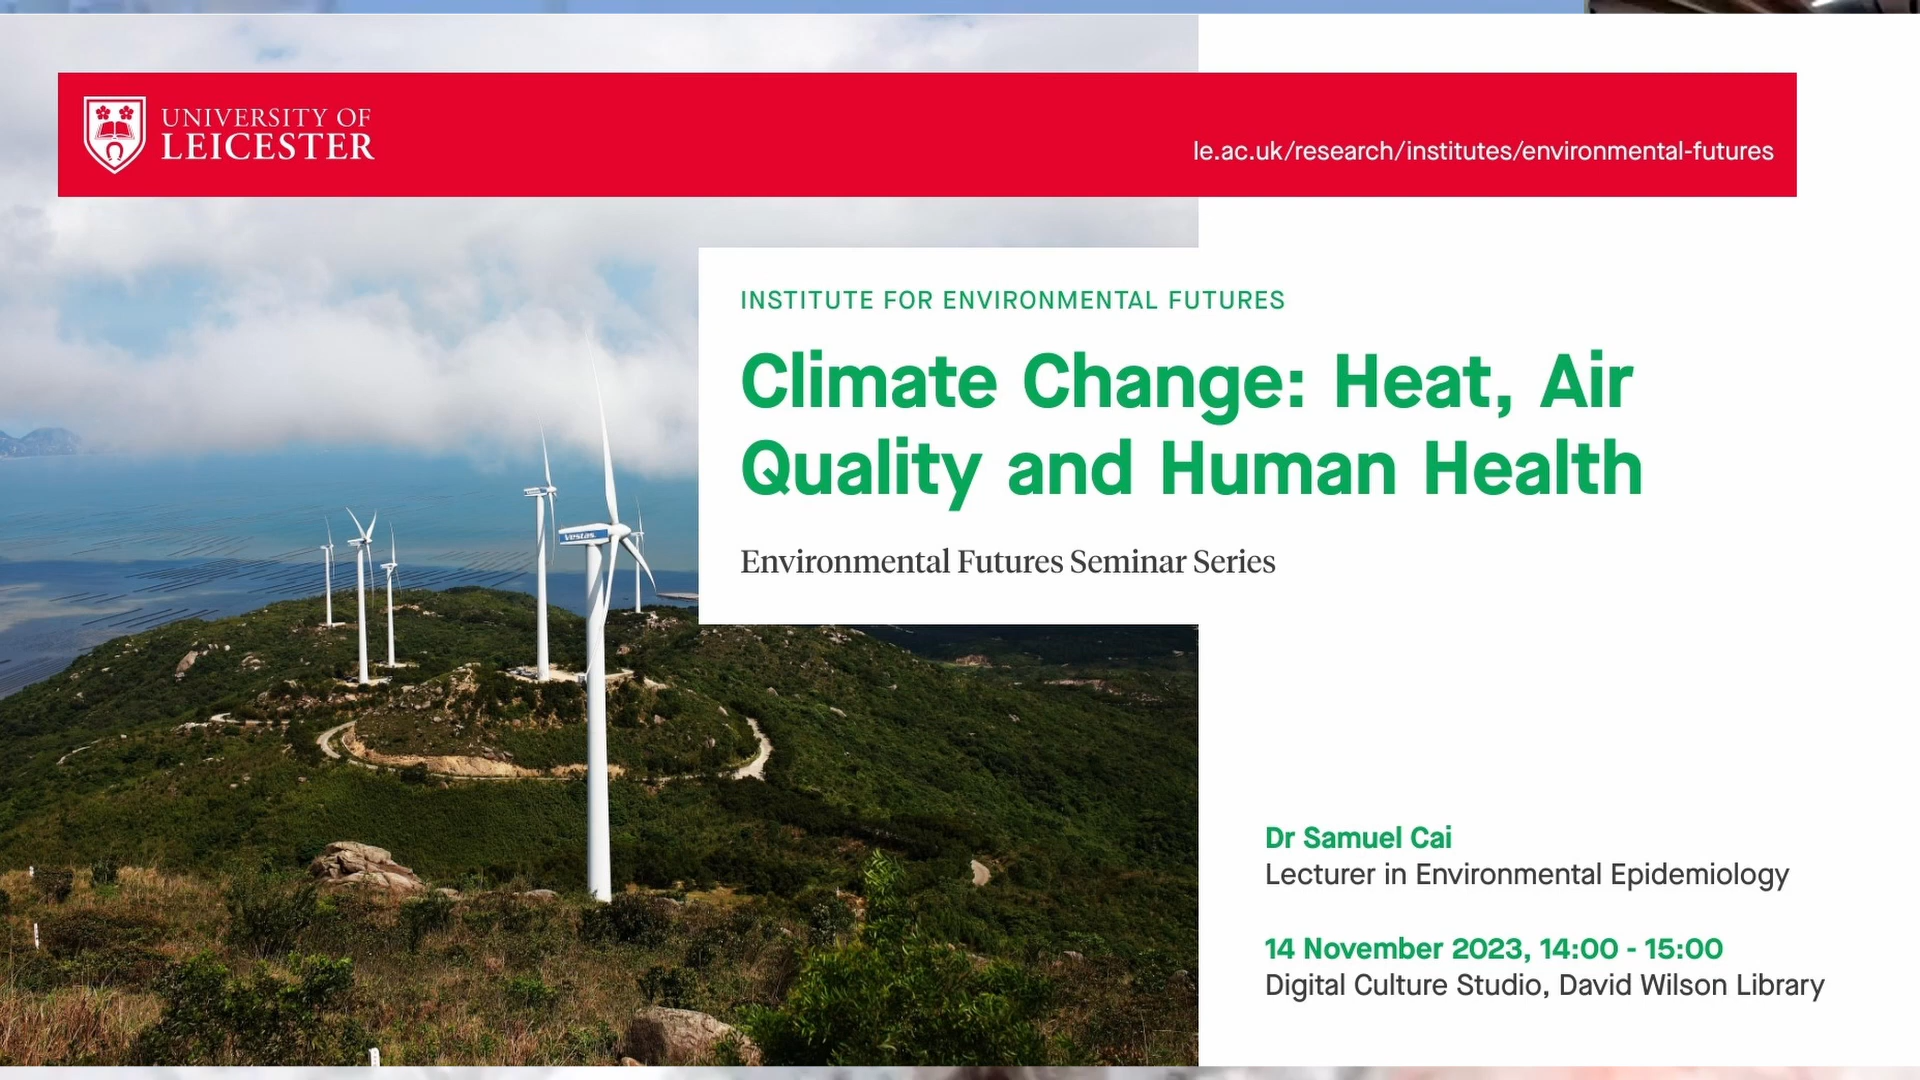 UNIVERSITY OF
LEICESTER
le.ac.uk/research/institutes/environmental-futures
INSTITUTE FOR ENVIRONMENTAL FUTURES
Climate Change: Heat, Air
Quality and Human Health
Environmental Futures Seminar Series
Vestas
Dr Samuel Cai
Lecturer in Environmental Epidemiology
14 November 2023, 14:00 - 15:00
Digital Culture Studio, David Wilson Library